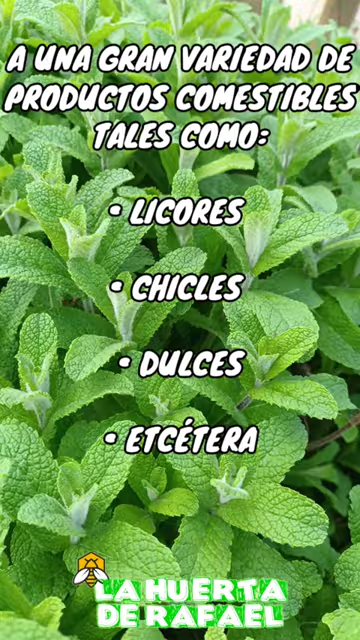 A UNA GRAN VARIEDAD DE
PRODUCTOS COMESTIBLES
TALES COMO:
• LICORES
• CHICLES
• DULCES
• ETCÉTERA
LA HUERTA
DE RAFAEL